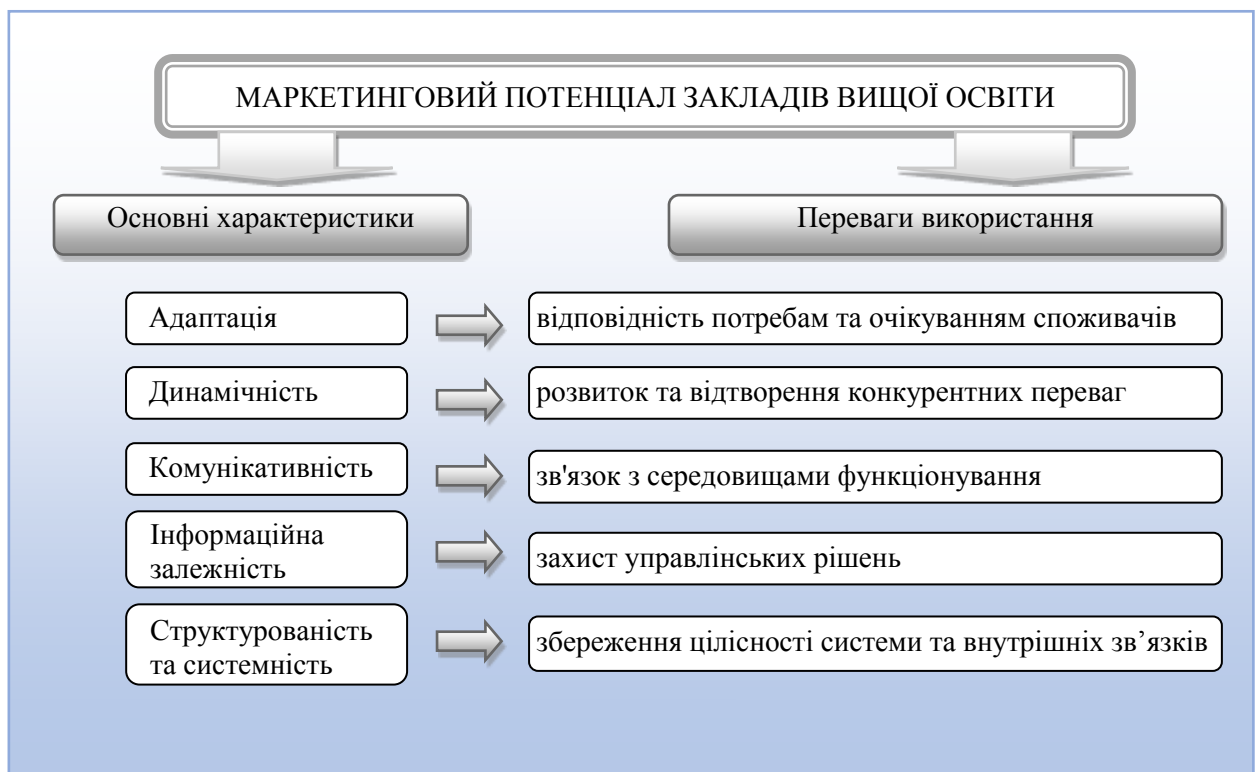 МАРКЕТИНГОВИЙ ПОТЕНЦІАЛ ЗАКЛАДІВ ВИЩОЇ ОСВІТИ
Основні характеристики
Переваги використання
Адаптація
відповідність потребам та очікуванням споживачів
Динамічність
розвиток та відтворення конкурентних переваг
Комунікативність
зв'язок з середовищами функціонування
Інформаційна
залежність
захист управлінських рішень
Структурованість
та системність
збереження цілісності системи та внутрішніх зв’язків